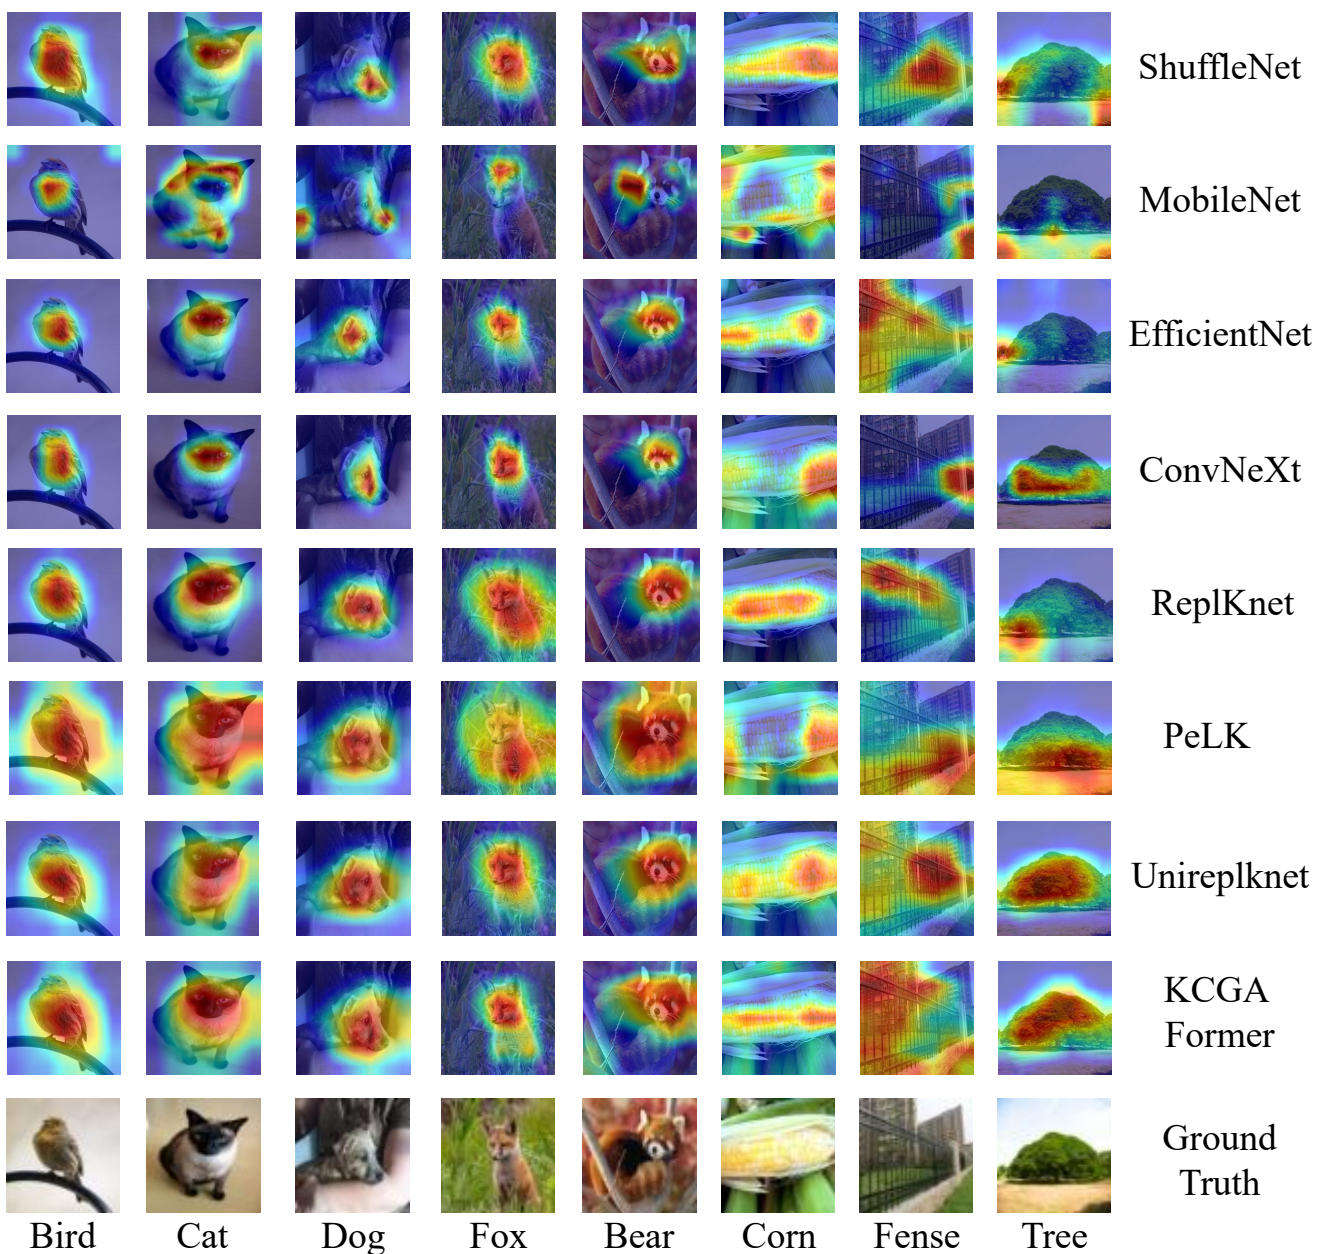 ShuffleNet
MobileNet
EfficientNet
ConvNeXt
ReplKnet
PeLK
Unireplknet
KCGA
Former
Ground
Truth
Bird Cat Dog Fox Bear Corn Fense Tree